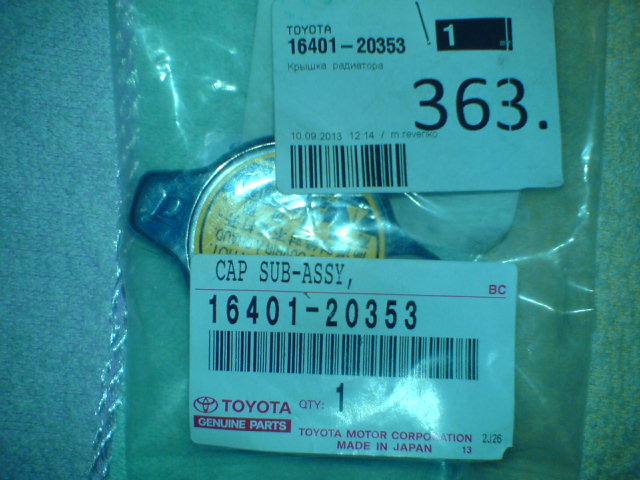 TOYOTA
16401-20353
1
Крышка радиатора
363.
10.09.2013 12:14 / m.revenko
CAP SUB-ASSY,
BC
16401-20353
TOYOTA
GENUINE PARTS
QTY: 1
TOYOTA MOTOR CORPORATION 2J26
MADE IN JAPAN 13